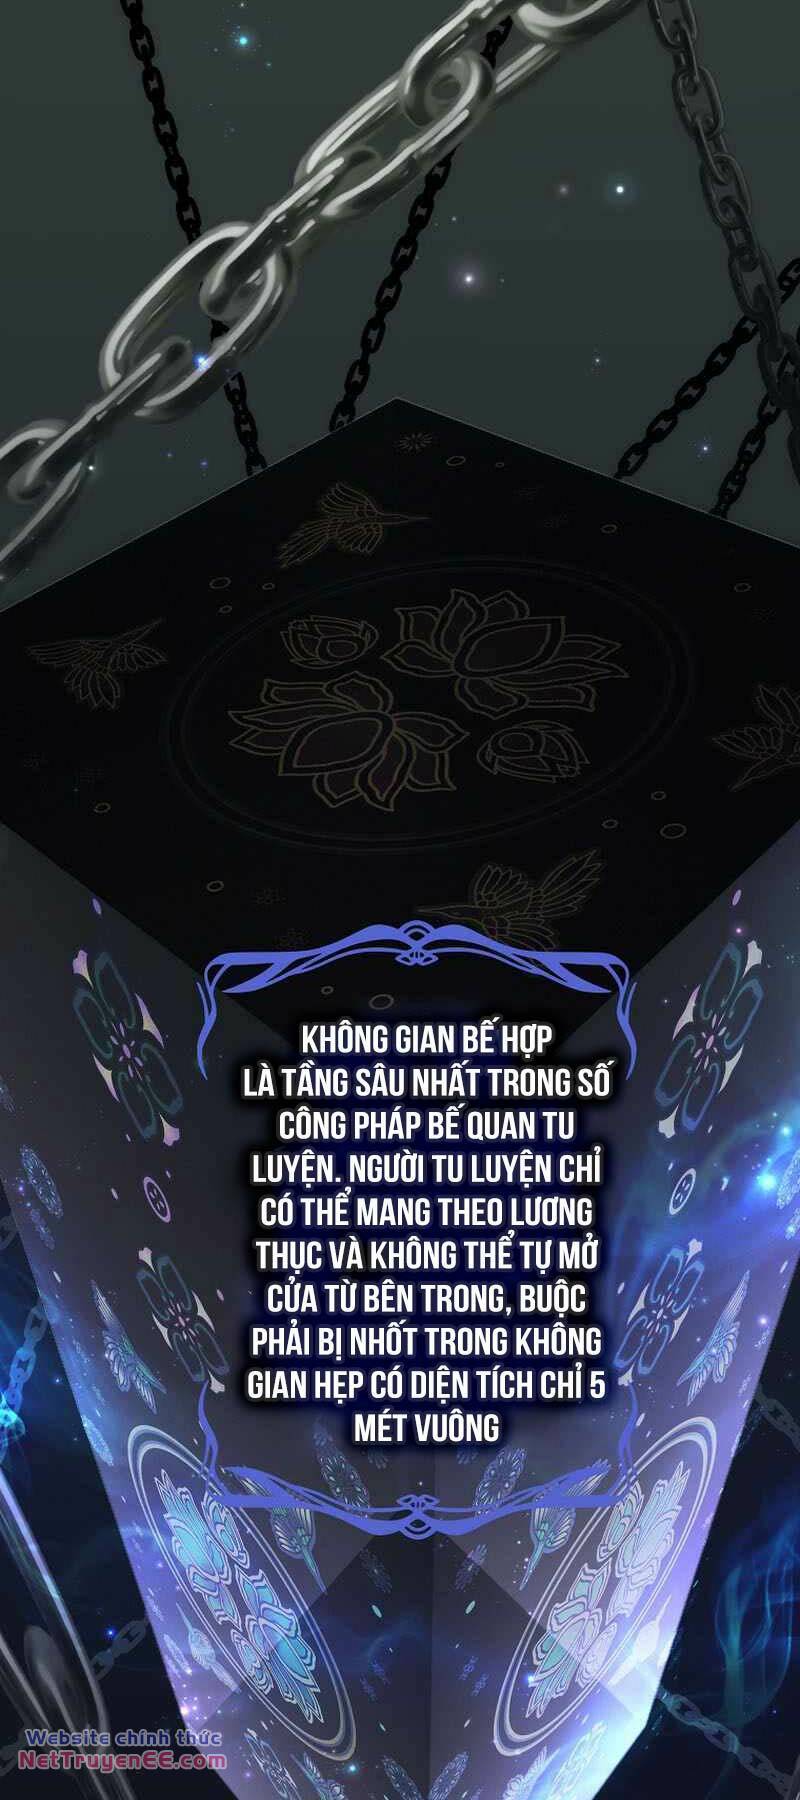 KHÔNG GIAN BẾ HỢP
LÀ TẦNG SÂU NHẤT TRONG SỐ
CÔNG PHÁP BẾ QUAN TU
LUYỆN. NGƯỜI TU LUYỆN CHỈ
CÓ THỂ MANG THEO LƯƠNG
THỤC VÀ KHÔNG THỂ TỰ MỞ
CỬA TỪ BÊN TRONG, BUỘC
PHẢI BỊ NHỐT TRONG KHÔNG
GIAN HẸP CÓ DIỆN TÍCH CHỈ 5
MÉT VUÔNG
Website chính thức
NetTruyenEE.com